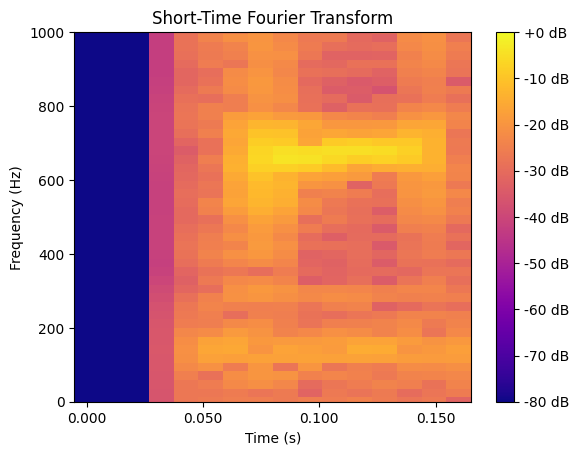 Short-Time Fourier Transform
Frequency (Hz)
1000
800
600
400
200
0
0.000
0.050
0.100
0.150
Time (s)
+0 dB
-10 dB
-20 dB
-30 dB
-40 dB
-50 dB
-60 dB
-70 dB
-80 dB